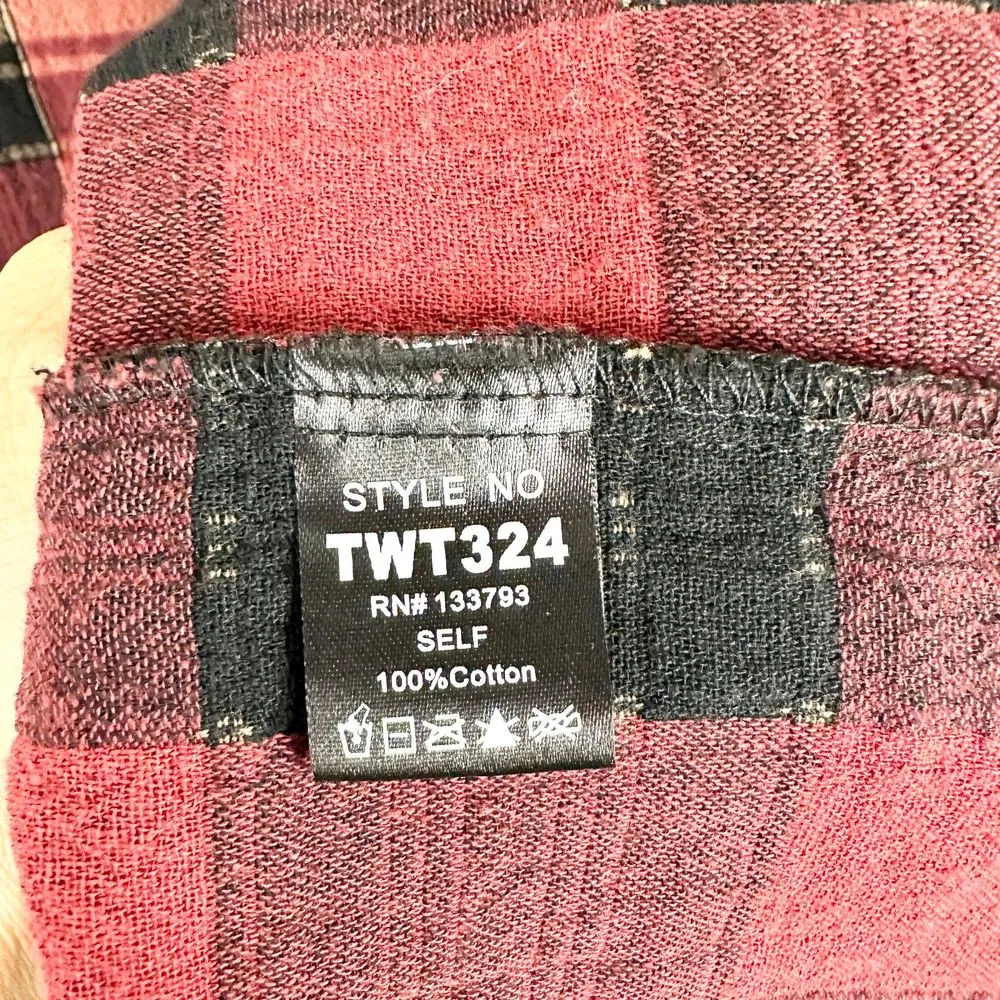 STYLE NO
TWT324
RN# 133793
SELF
100%Cotton